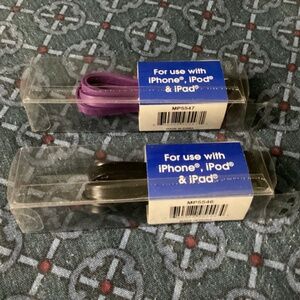 For use with
iPhone®, iPod®
& iPad®
MP5547
For use with
iPhone®, iPod®
& iPad®
MP5546